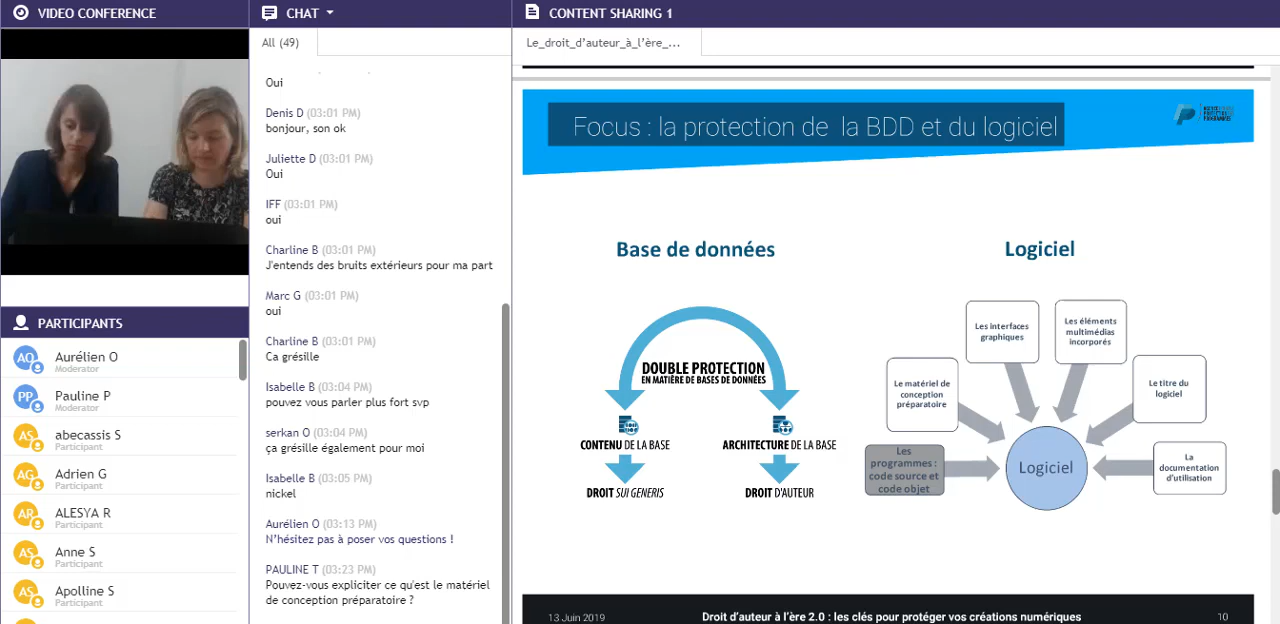 VIDEO CONFERENCE
CHAT
CONTENT SHARING 1
All (49)
Le_droit_d'auteur_à_l'ère_...
Oui
Denis D (03:01 PM)
bonjour, son ok
Juliette D (03:01 PM)
Oui
IFF (03:01 PM)
oui
Charline B (03:01 PM)
J'entends des bruits extérieurs pour ma part
Marc G (03:01 PM)
oui
Charline B (03:01 PM)
Ca grésille
Isabelle B (03:04 PM)
pouvez vous parler plus fort svp
serkan O (03:04 PM)
ça grésille également pour moi
Isabelle B (03:05 PM)
nickel
Aurélien O (03:13 PM)
N'hésitez pas à poser vos questions !
PAULINE T (03:23 PM)
Pouvez-vous expliciter ce qu'est le matériel
de conception préparatoire ?
PARTICIPANTS
AO
Aurélien O
Moderator
PP
Pauline P
Moderator
AS
abecassis S
Participant
AG
Adrien G
Participant
AR
ALESYA R
Participant
AS
Anne S
Participant
AS
Apolline S
Participant
Focus : la protection de la BDD et du logiciel
Base de données
DOUBLE PROTECTION
EN MATIÈRE DE BASES DE DONNÉES
CONTENU DE LA BASE
ARCHITECTURE DE LA BASE
DROIT SUI GENERIS
DROIT D'AUTEUR
Logiciel
Les interfaces
graphiques
Les éléments
multimédias
incorporés
Le matériel de
conception
préparatoire
Le titre du
logiciel
Les
programmes :
code source et
code objet
Logiciel
La
documentation
d'utilisation
13 Juin 2019
Droit d'auteur à l'ère 2.0 : les clés pour protéger vos créations numériques
10